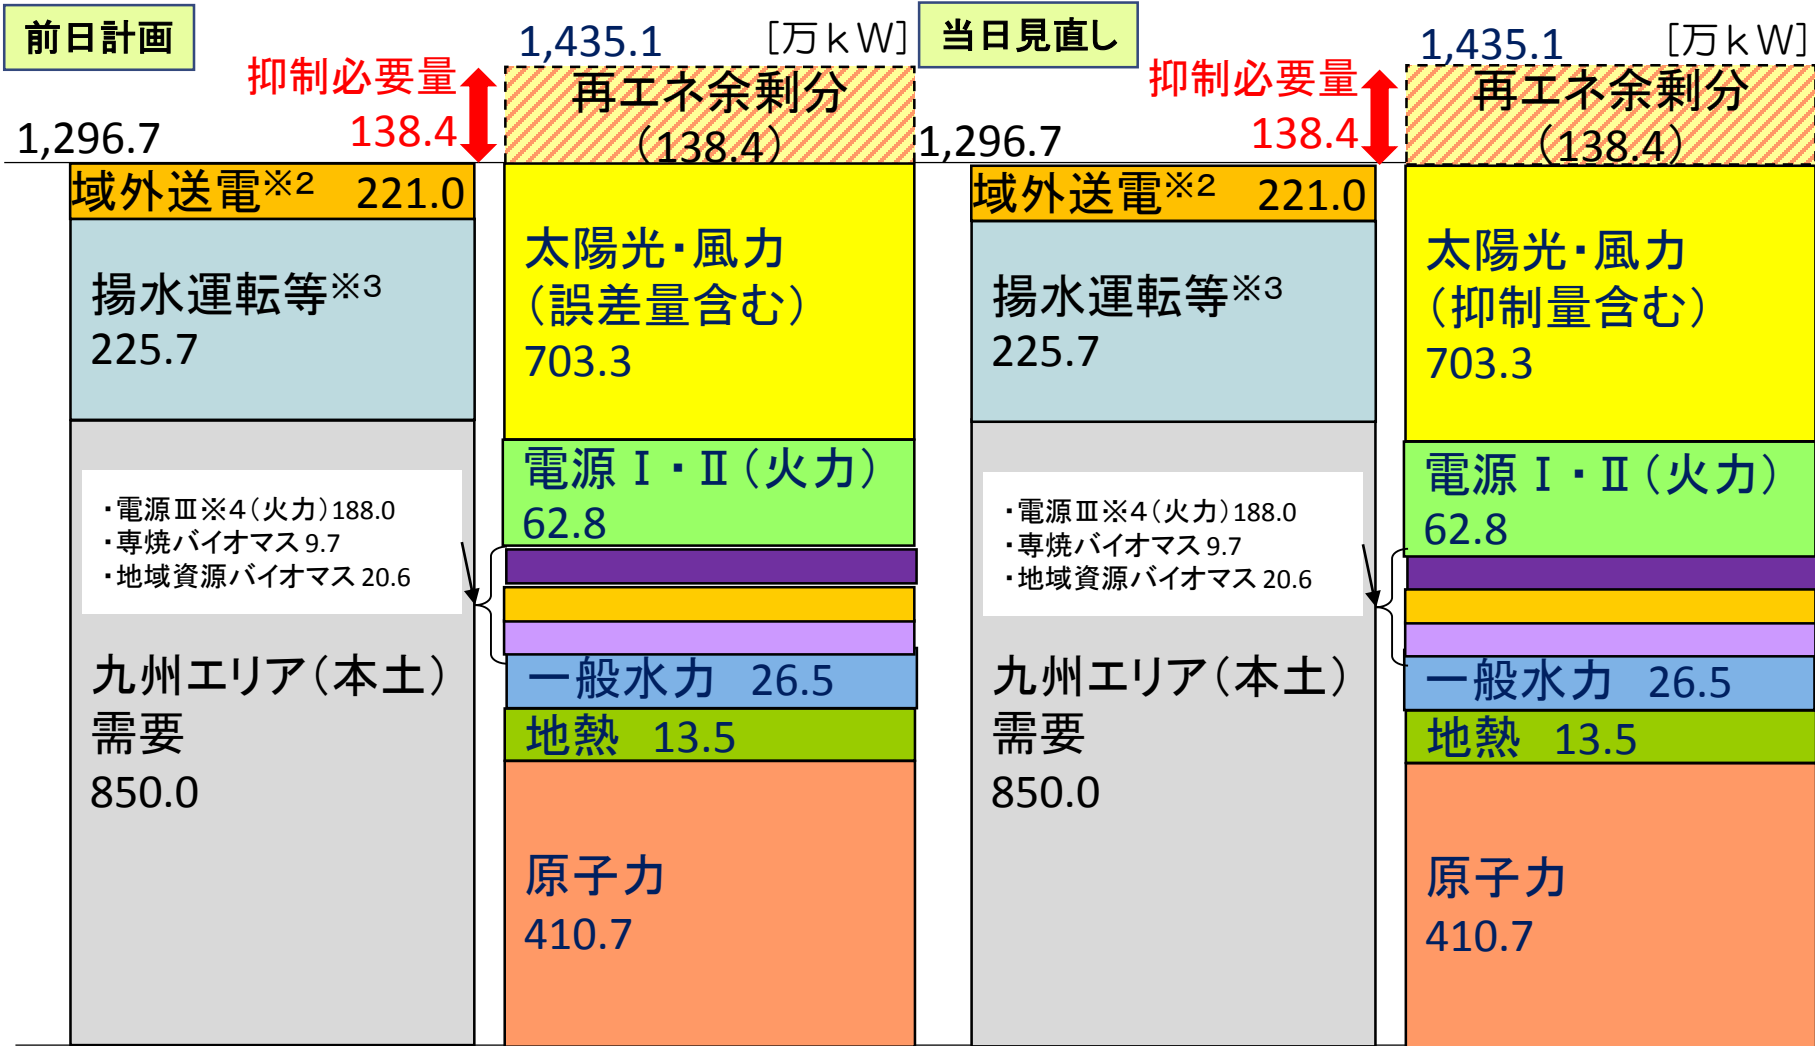 前日計画
1,435.1 [万kW]
抑制必要量
138.4
再エネ余剰分
(138.4)
1,296.7
域外送電※2 221.0
揚水運転等※3
225.7
・電源Ⅲ※4(火力)188.0
・専焼バイオマス 9.7
・地域資源バイオマス 20.6
九州エリア(本土)
需要
850.0
太陽光・風力
(誤差量含む)
703.3
電源Ⅰ・Ⅱ(火力)
62.8
一般水力 26.5
地熱 13.5
原子力
410.7
当日見直し
1,435.1 [万kW]
抑制必要量
138.4
再エネ余剰分
(138.4)
1,296.7
域外送電※2 221.0
揚水運転等※3
225.7
・電源Ⅲ※4(火力)188.0
・専焼バイオマス 9.7
・地域資源バイオマス 20.6
九州エリア(本土)
需要
850.0
太陽光・風力
(抑制量含む)
703.3
電源Ⅰ・Ⅱ(火力)
62.8
一般水力 26.5
地熱 13.5
原子力
410.7